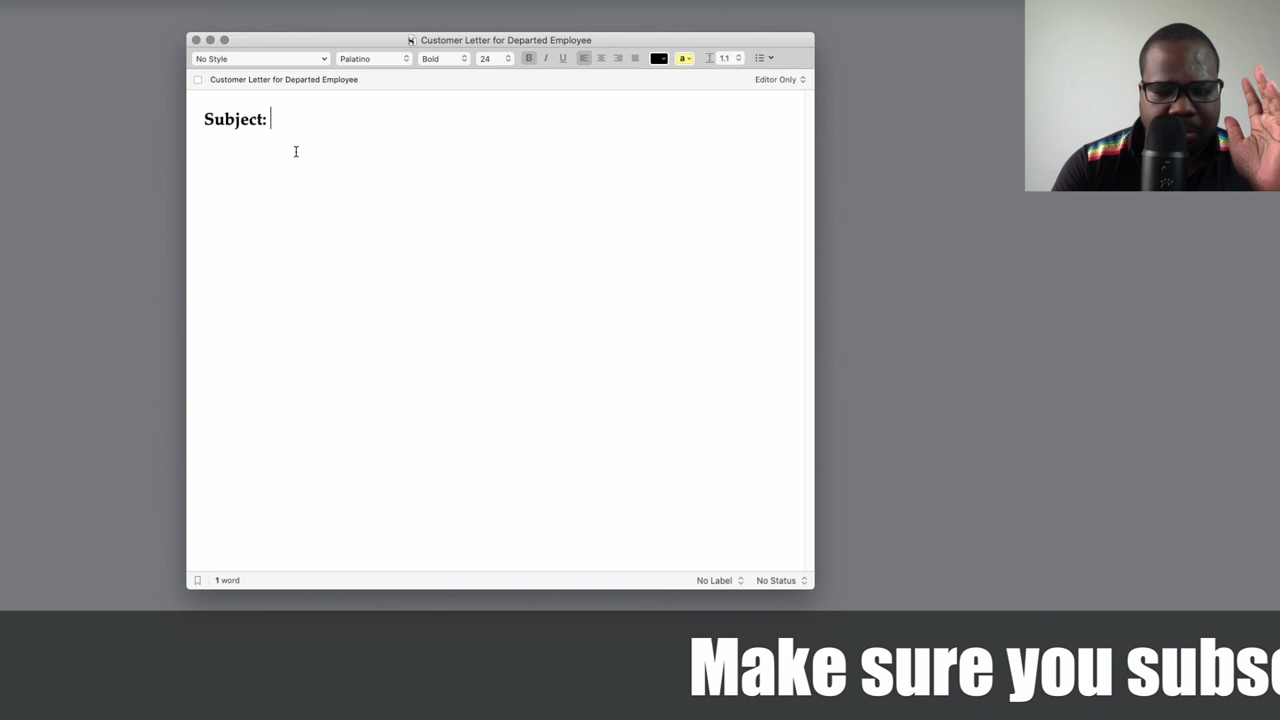 Customer Letter for Departed Employee
No Style Palatino Bold 24 B I U a 1.1
Customer Letter for Departed Employee Editor Only
Subject:
1 word No Label No Status
Make sure you subsc